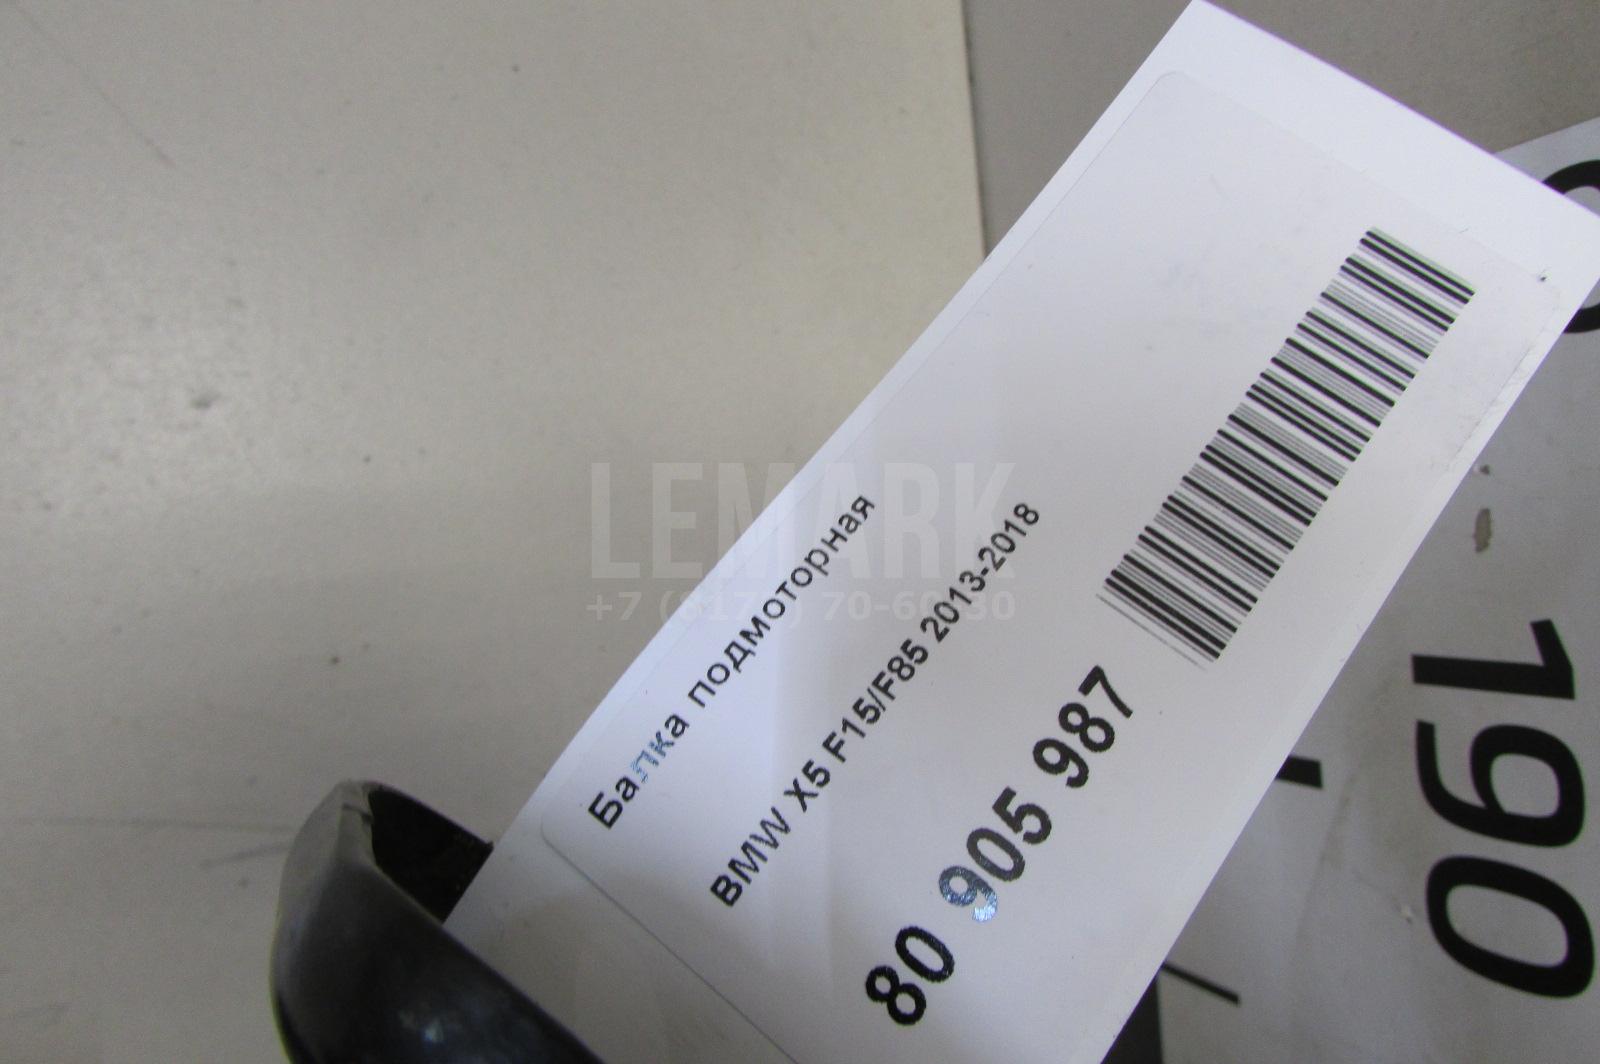 Балка подмоторная
BMW X5 F15/F85 2013-2018
80 905 987
190
LEMARK